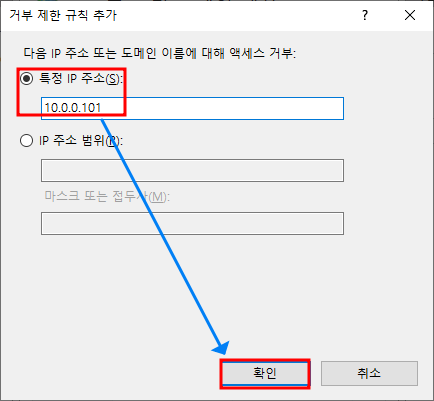 거부 제한 규칙 추가
다음 IP 주소 또는 도메인 이름에 대해 액세스 거부:
특정 IP 주소(S):
10.0.0.101
IP 주소 범위(R):
마스크 또는 접두사(M):
확인
취소